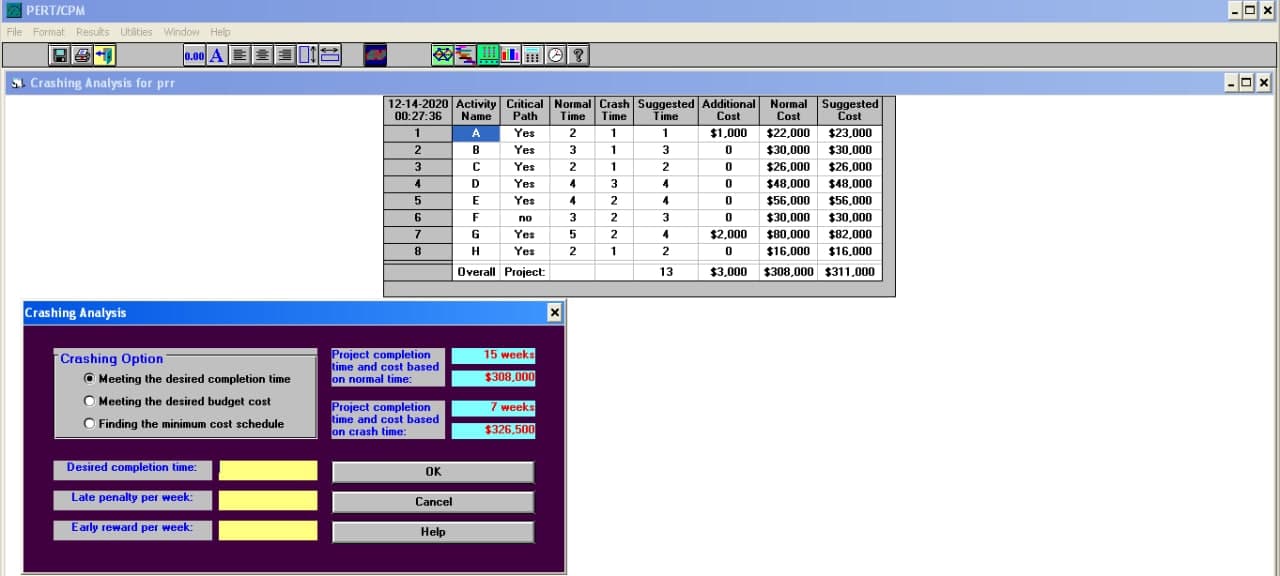 PERT/CPM
File Format Results Utilities Window Help
0.00 A ?
Crashing Analysis for prr
12-14-2020 Activity Critical Normal Crash Suggested Additional Normal Suggested
00:27:36 Name Path Time Time Time Cost Cost Cost
1 A Yes 2 1 1 $1,000 $22,000 $23,000
2 B Yes 3 1 3 0 $30,000 $30,000
3 C Yes 2 1 2 0 $26,000 $26,000
4 D Yes 4 3 4 0 $48,000 $48,000
5 E Yes 4 2 4 0 $56,000 $56,000
6 F no 3 2 3 0 $30,000 $30,000
7 G Yes 5 2 4 $2,000 $80,000 $82,000
8 H Yes 2 1 2 0 $16,000 $16,000
Overall Project: 13 $3,000 $308,000 $311,000
Crashing Analysis
Crashing Option
Meeting the desired completion time
Meeting the desired budget cost
Finding the minimum cost schedule
Project completion
time and cost based
on normal time:
15 weeks
$308,000
Project completion
time and cost based
on crash time:
7 weeks
$326,500
Desired completion time:
Late penalty per week:
Early reward per week:
OK
Cancel
Help